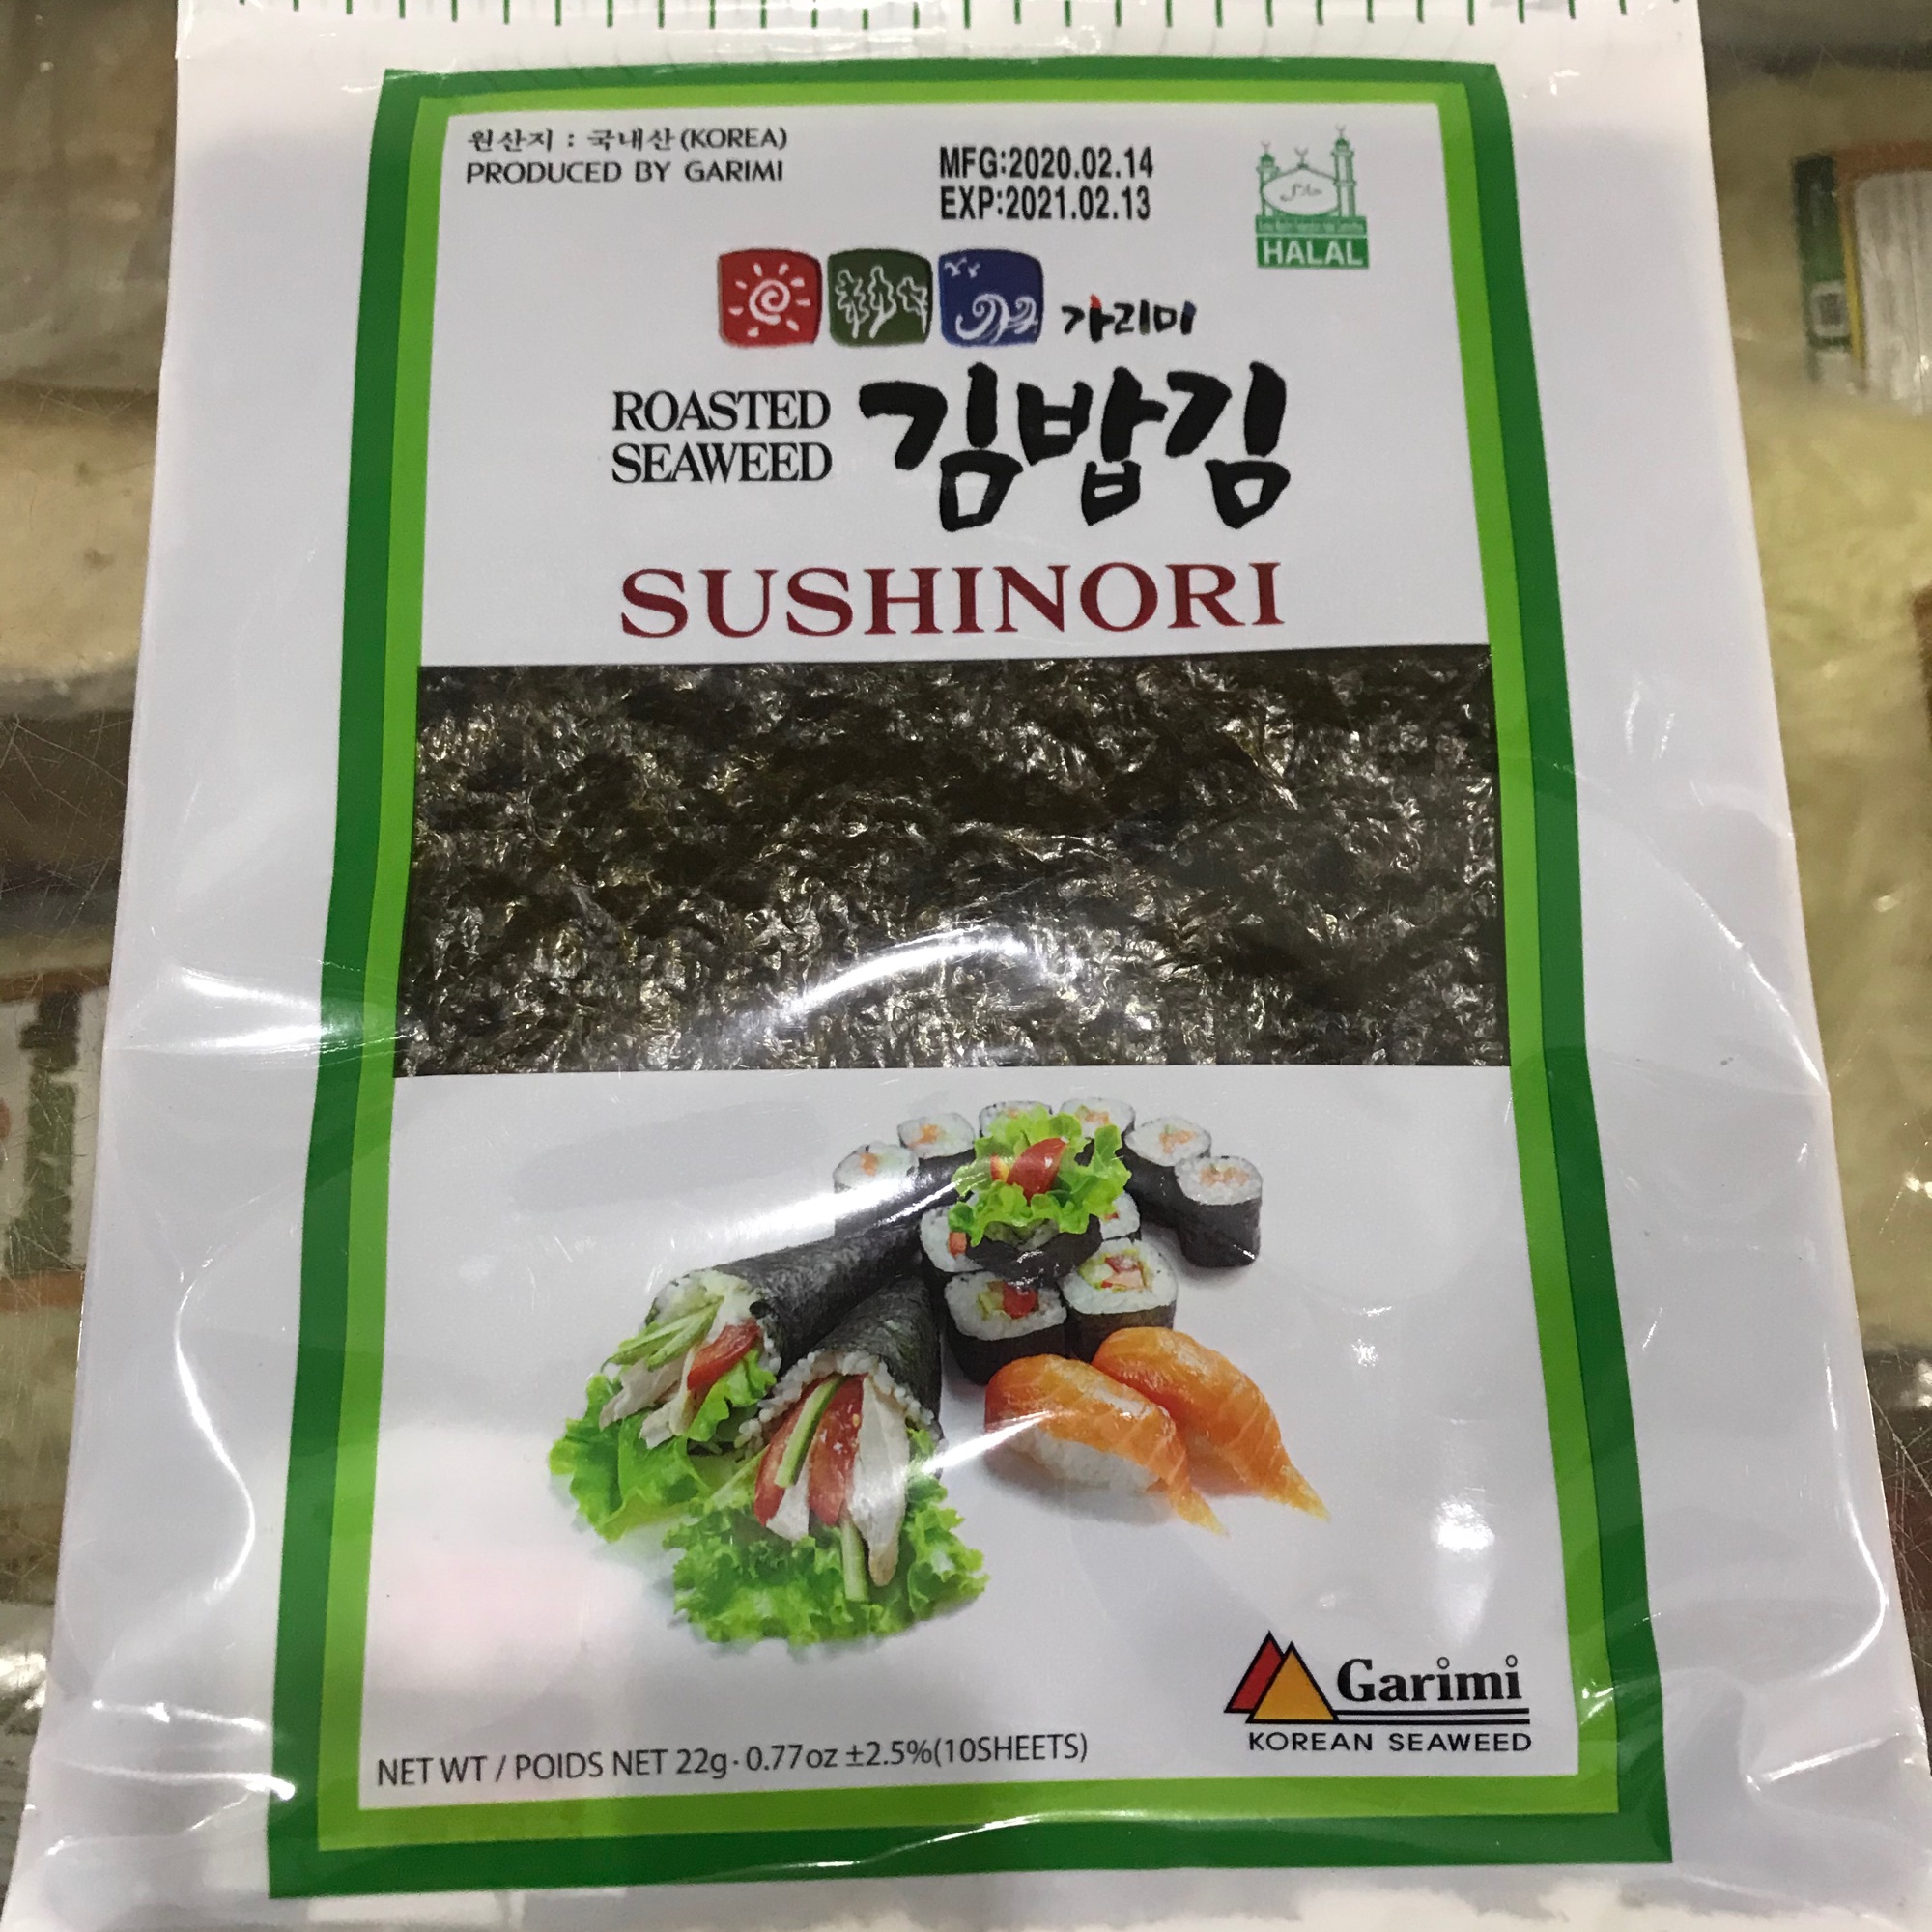 원산지 : 국내산(KOREA)
PRODUCED BY GARIMI
MFG:2020.02.14
EXP:2021.02.13
حلال
HALAL
가리미
ROASTED
SEAWEED
김밥김
SUSHINORI
Garimi
KOREAN SEAWEED
NET WT / POIDS NET 22g·0.77oz ±2.5%(10SHEETS)